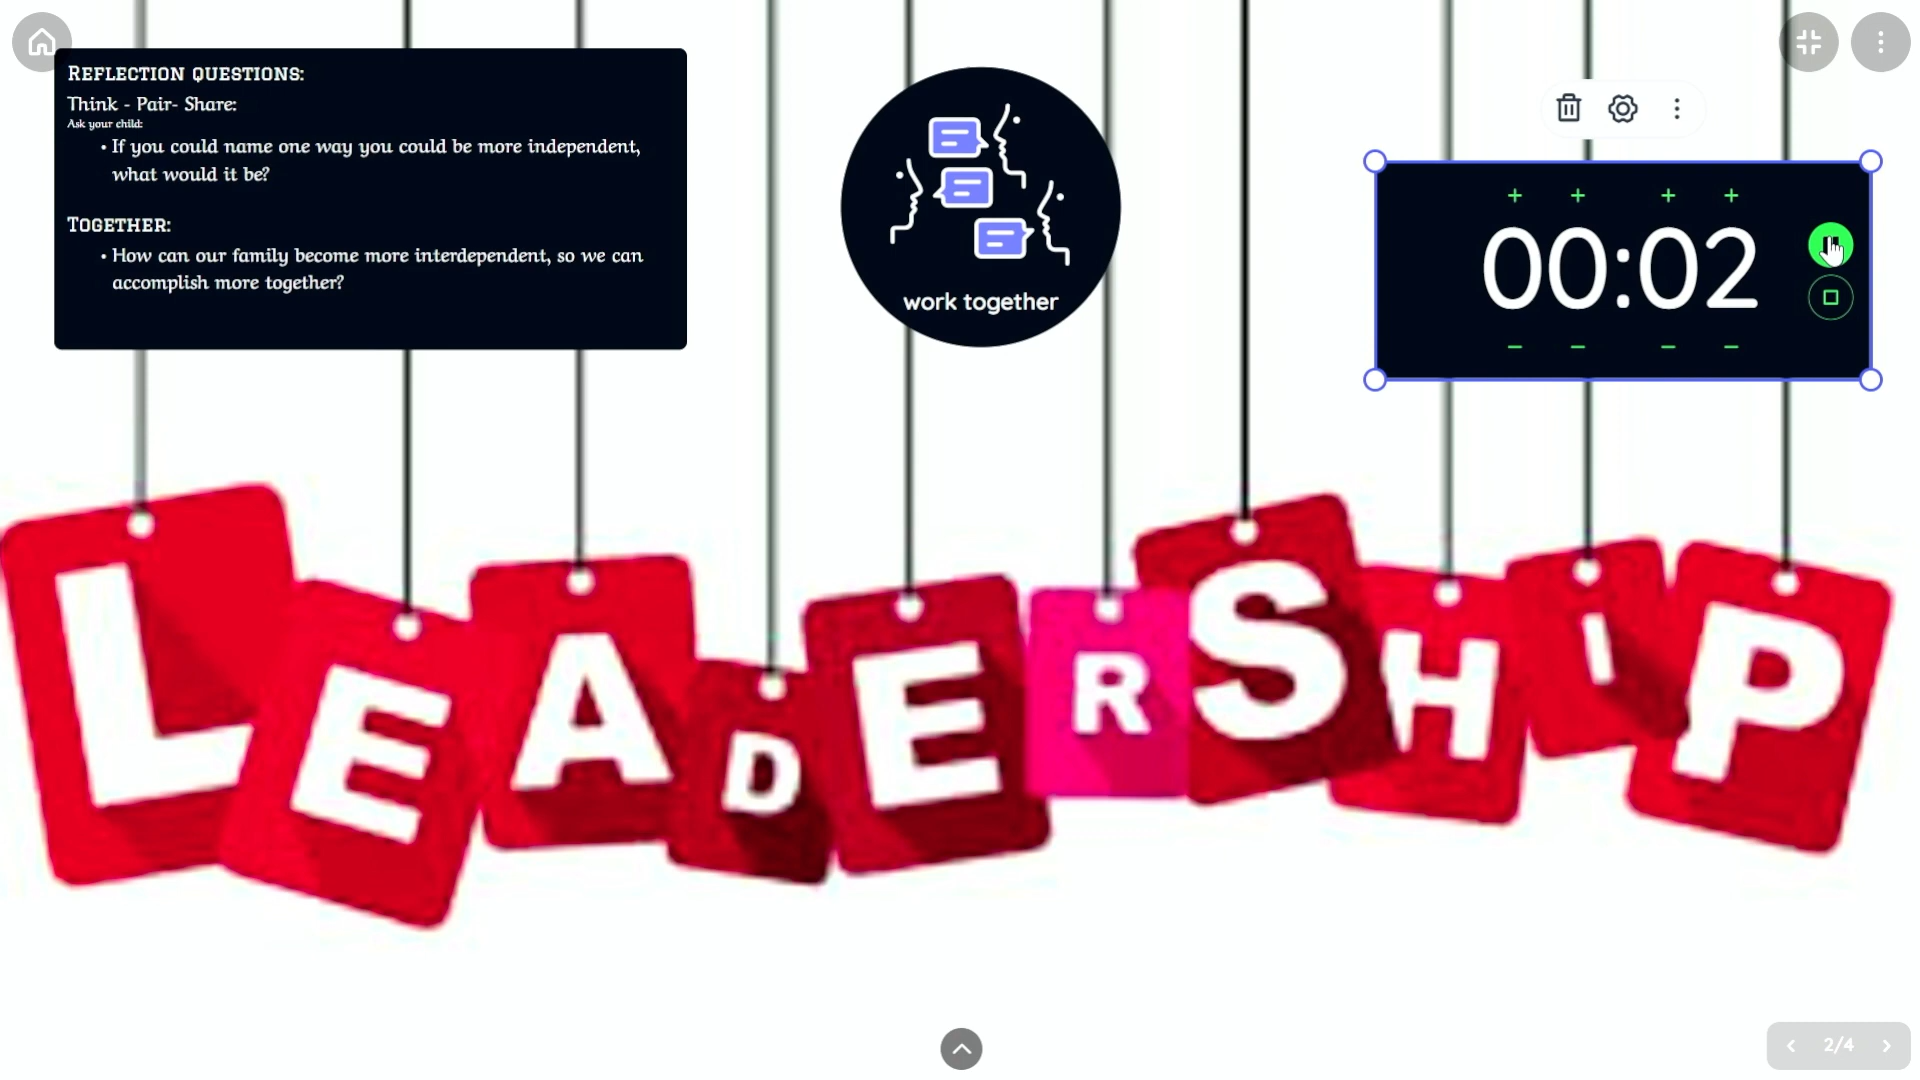 Reflection questions:
Think - Pair- Share:
Ask your child:
• If you could name one way you could be more independent,
what would it be?
Together:
• How can our family become more interdependent, so we can
accomplish more together?
work together
+ + + +
00:02
− − − −
LEADERSHiP
2/4